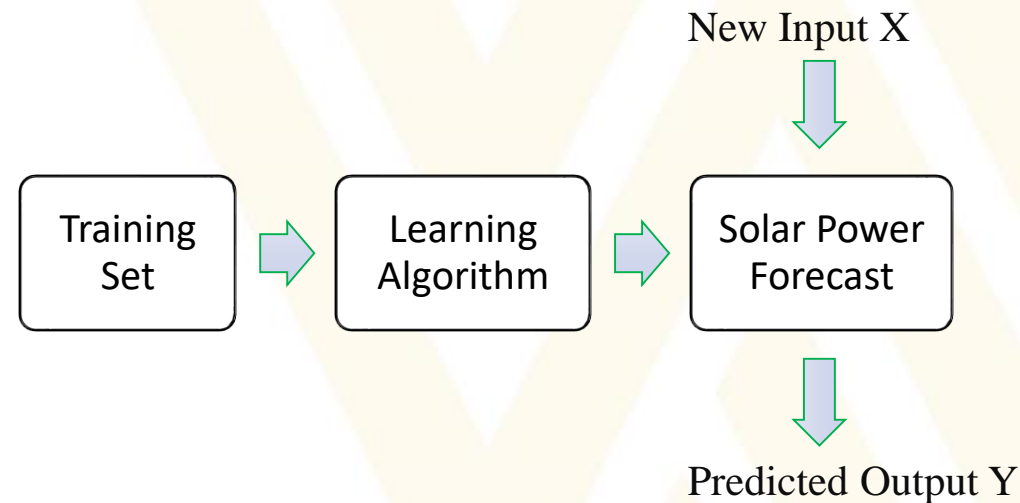 New Input X
Training
Set
Learning
Algorithm
Solar Power
Forecast
Predicted Output Y